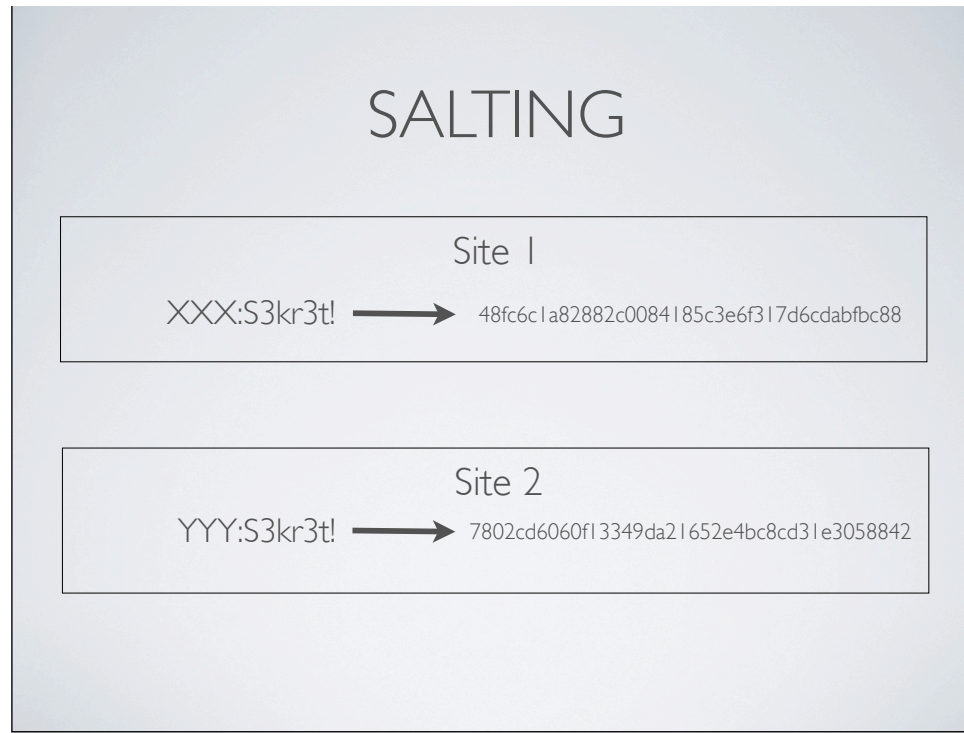 SALTING
Site 1
XXX:S3kr3t! 48fc6c1a82882c0084185c3e6f317d6cdabfbc88
Site 2
YYY:S3kr3t! 7802cd6060f13349da21652e4bc8cd31e3058842